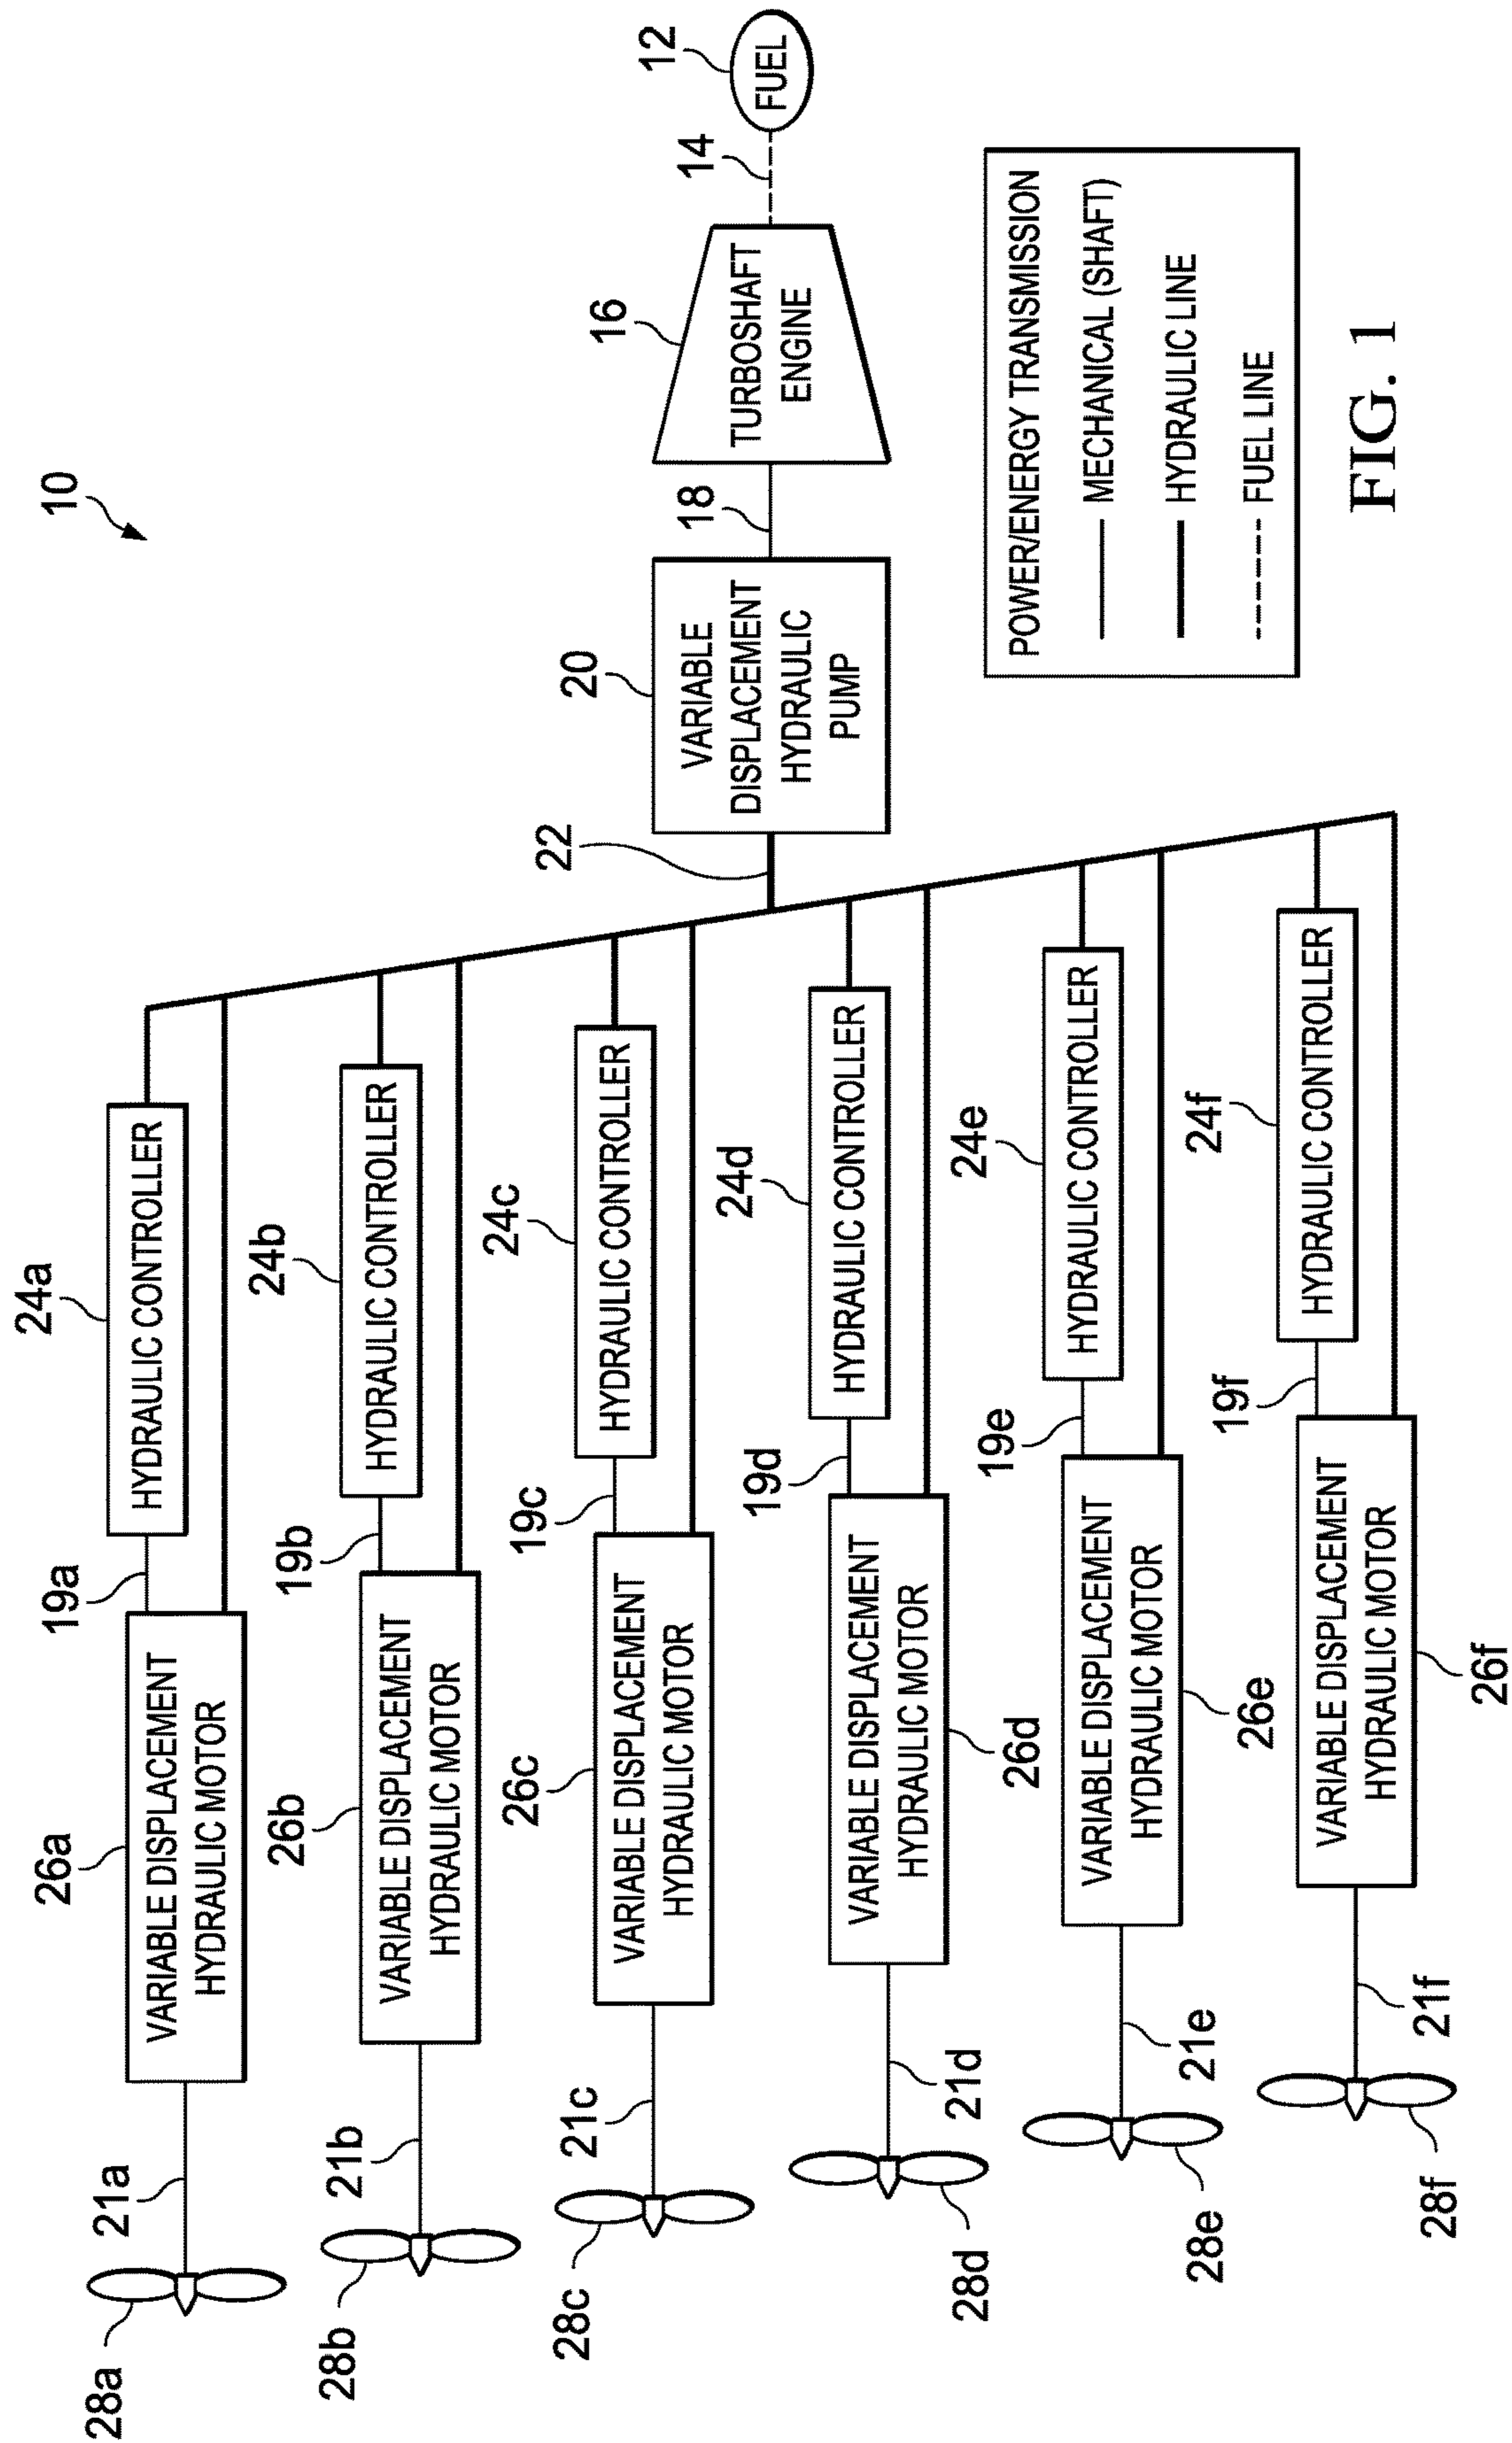 10
28a
21a
26a
VARIABLE DISPLACEMENT
HYDRAULIC MOTOR
19a
24a
HYDRAULIC CONTROLLER
28b
21b
26b
VARIABLE DISPLACEMENT
HYDRAULIC MOTOR
19b
24b
HYDRAULIC CONTROLLER
28c
21c
26c
VARIABLE DISPLACEMENT
HYDRAULIC MOTOR
19c
24c
HYDRAULIC CONTROLLER
22
20
VARIABLE
DISPLACEMENT
HYDRAULIC
PUMP
18
16
TURBOSHAFT
ENGINE
14
12
FUEL
28d
21d
26d
VARIABLE DISPLACEMENT
HYDRAULIC MOTOR
19d
24d
HYDRAULIC CONTROLLER
28e
21e
26e
VARIABLE DISPLACEMENT
HYDRAULIC MOTOR
19e
24e
HYDRAULIC CONTROLLER
28f
21f
26f
VARIABLE DISPLACEMENT
HYDRAULIC MOTOR
19f
24f
HYDRAULIC CONTROLLER
POWER/ENERGY TRANSMISSION
MECHANICAL (SHAFT)
HYDRAULIC LINE
FUEL LINE
FIG. 1